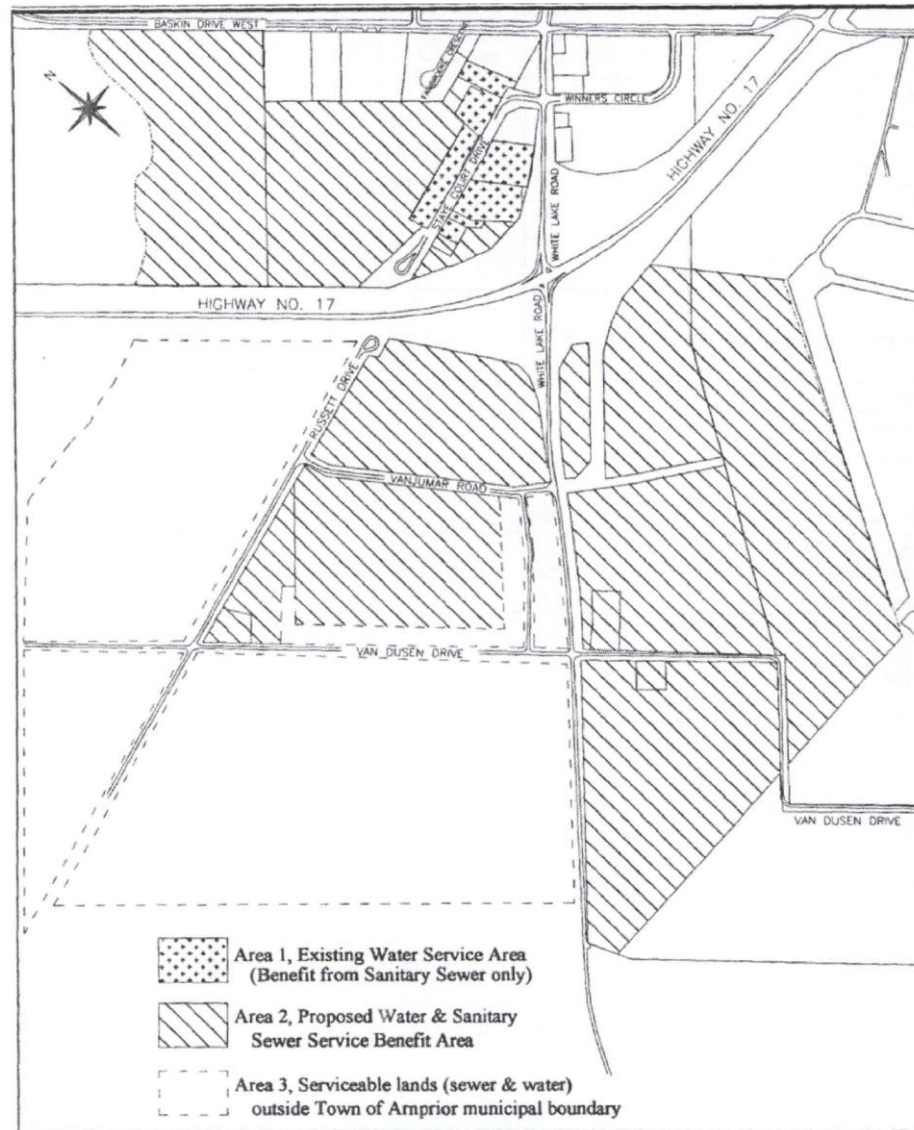 BASKIN DRIVE WEST
N
WINNERS CIRCLE
HIGHWAY NO. 17
STAYE COURT DRIVE
WHITE LAKE ROAD
HIGHWAY NO. 17
WHITE LAKE ROAD
RUSSETT DRIVE
VANJUMAR ROAD
VAN DUSEN DRIVE
VAN DUSEN DRIVE
Area 1, Existing Water Service Area
(Benefit from Sanitary Sewer only)
Area 2, Proposed Water & Sanitary
Sewer Service Benefit Area
Area 3, Serviceable lands (sewer & water)
outside Town of Arnprior municipal boundary